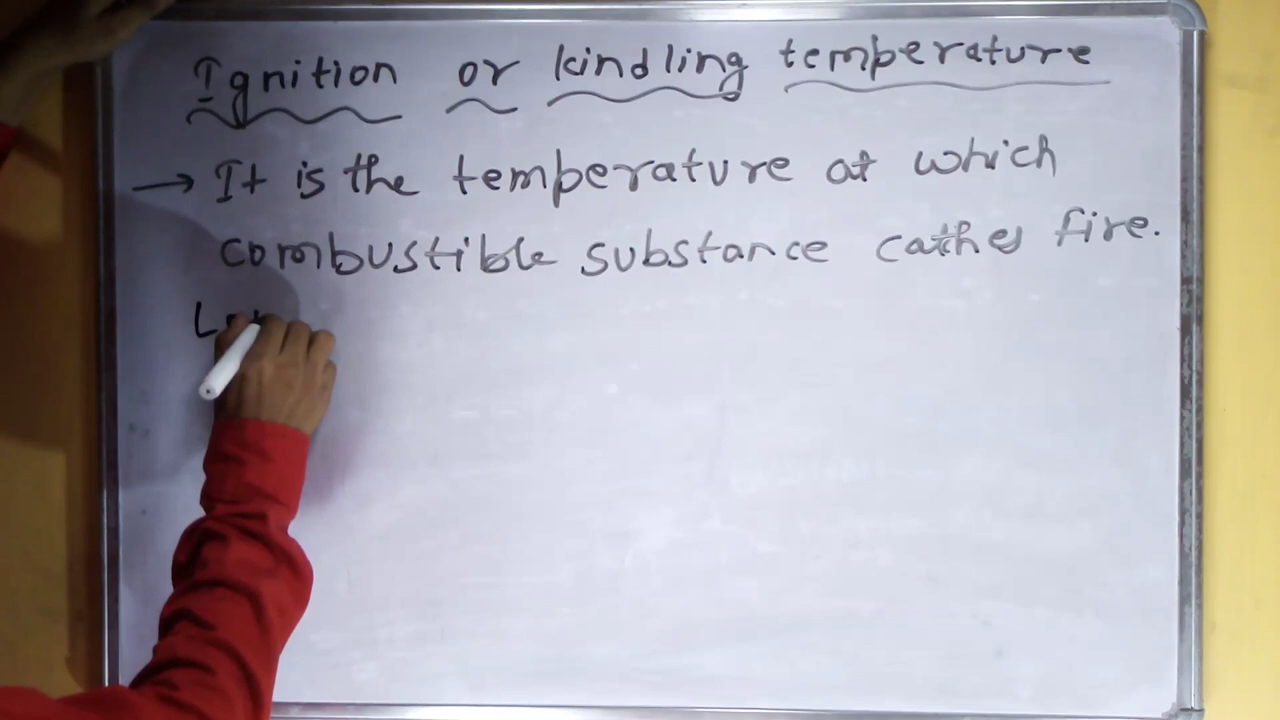 Ignition or kindling temperature
→ It is the temperature at which
combustible substance cathes fire.